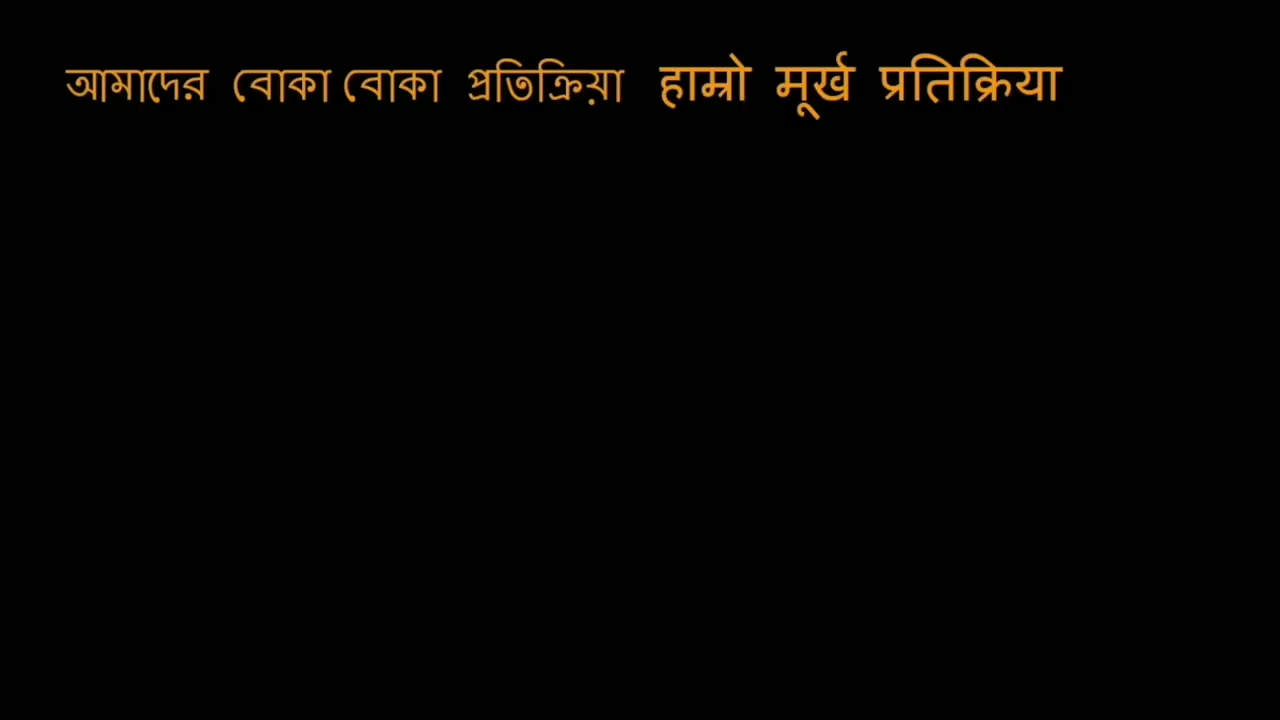 আমাদের বোকা বোকা প্রতিক্রিয়া हाम्रो मूर्ख प्रतिक्रिया